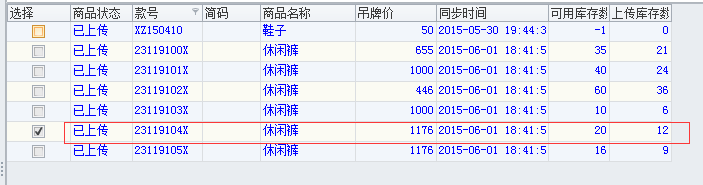 选择 商品状态 款号 简码 商品名称 吊牌价 同步时间 可用库存数 上传库存数
已上传 XZ150410 鞋子 50 2015-05-30 19:44:3 -1 0
已上传 23119100X 休闲裤 655 2015-06-01 18:41:5 35 21
已上传 23119101X 休闲裤 1000 2015-06-01 18:41:5 40 24
已上传 23119102X 休闲裤 446 2015-06-01 18:41:5 60 36
已上传 23119103X 休闲裤 1000 2015-06-01 18:41:5 10 6
已上传 23119104X 休闲裤 1176 2015-06-01 18:41:5 20 12
已上传 23119105X 休闲裤 1176 2015-06-01 18:41:5 16 9